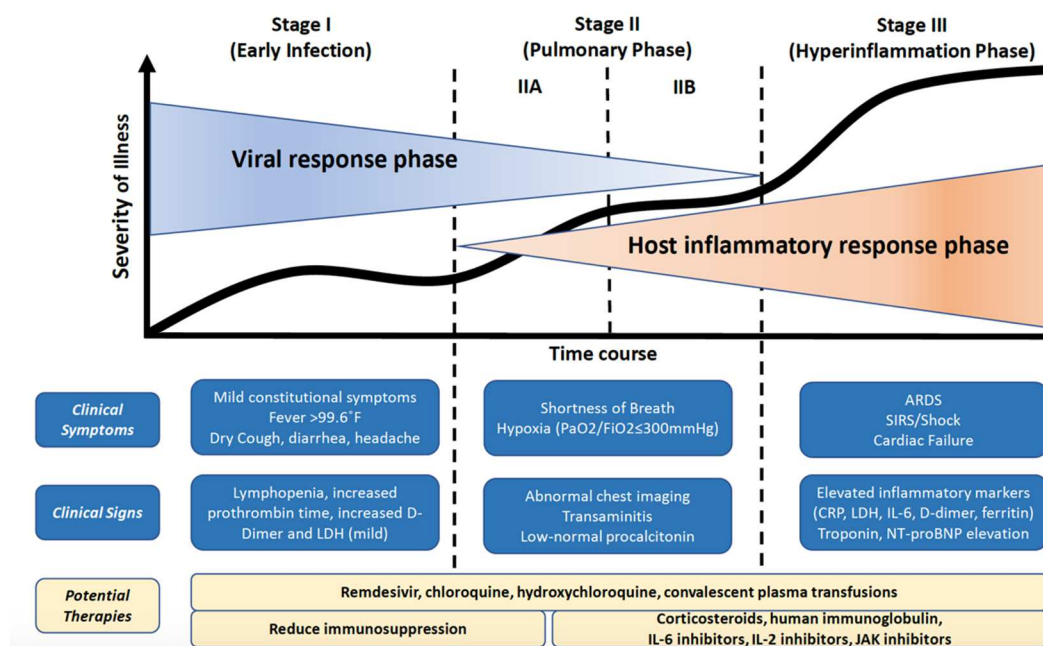 Stage I
(Early Infection)
Stage II
(Pulmonary Phase)
Stage III
(Hyperinflammation Phase)
IIA
IIB
Severity of Illness
Viral response phase
Host inflammatory response phase
Time course
Clinical
Symptoms
Mild constitutional symptoms
Fever >99.6°F
Dry Cough, diarrhea, headache
Shortness of Breath
Hypoxia (PaO2/FiO2≤300mmHg)
ARDS
SIRS/Shock
Cardiac Failure
Clinical Signs
Lymphopenia, increased
prothrombin time, increased D-
Dimer and LDH (mild)
Abnormal chest imaging
Transaminitis
Low-normal procalcitonin
Elevated inflammatory markers
(CRP, LDH, IL-6, D-dimer, ferritin)
Troponin, NT-proBNP elevation
Potential
Therapies
Remdesivir, chloroquine, hydroxychloroquine, convalescent plasma transfusions
Reduce immunosuppression
Corticosteroids, human immunoglobulin,
IL-6 inhibitors, IL-2 inhibitors, JAK inhibitors